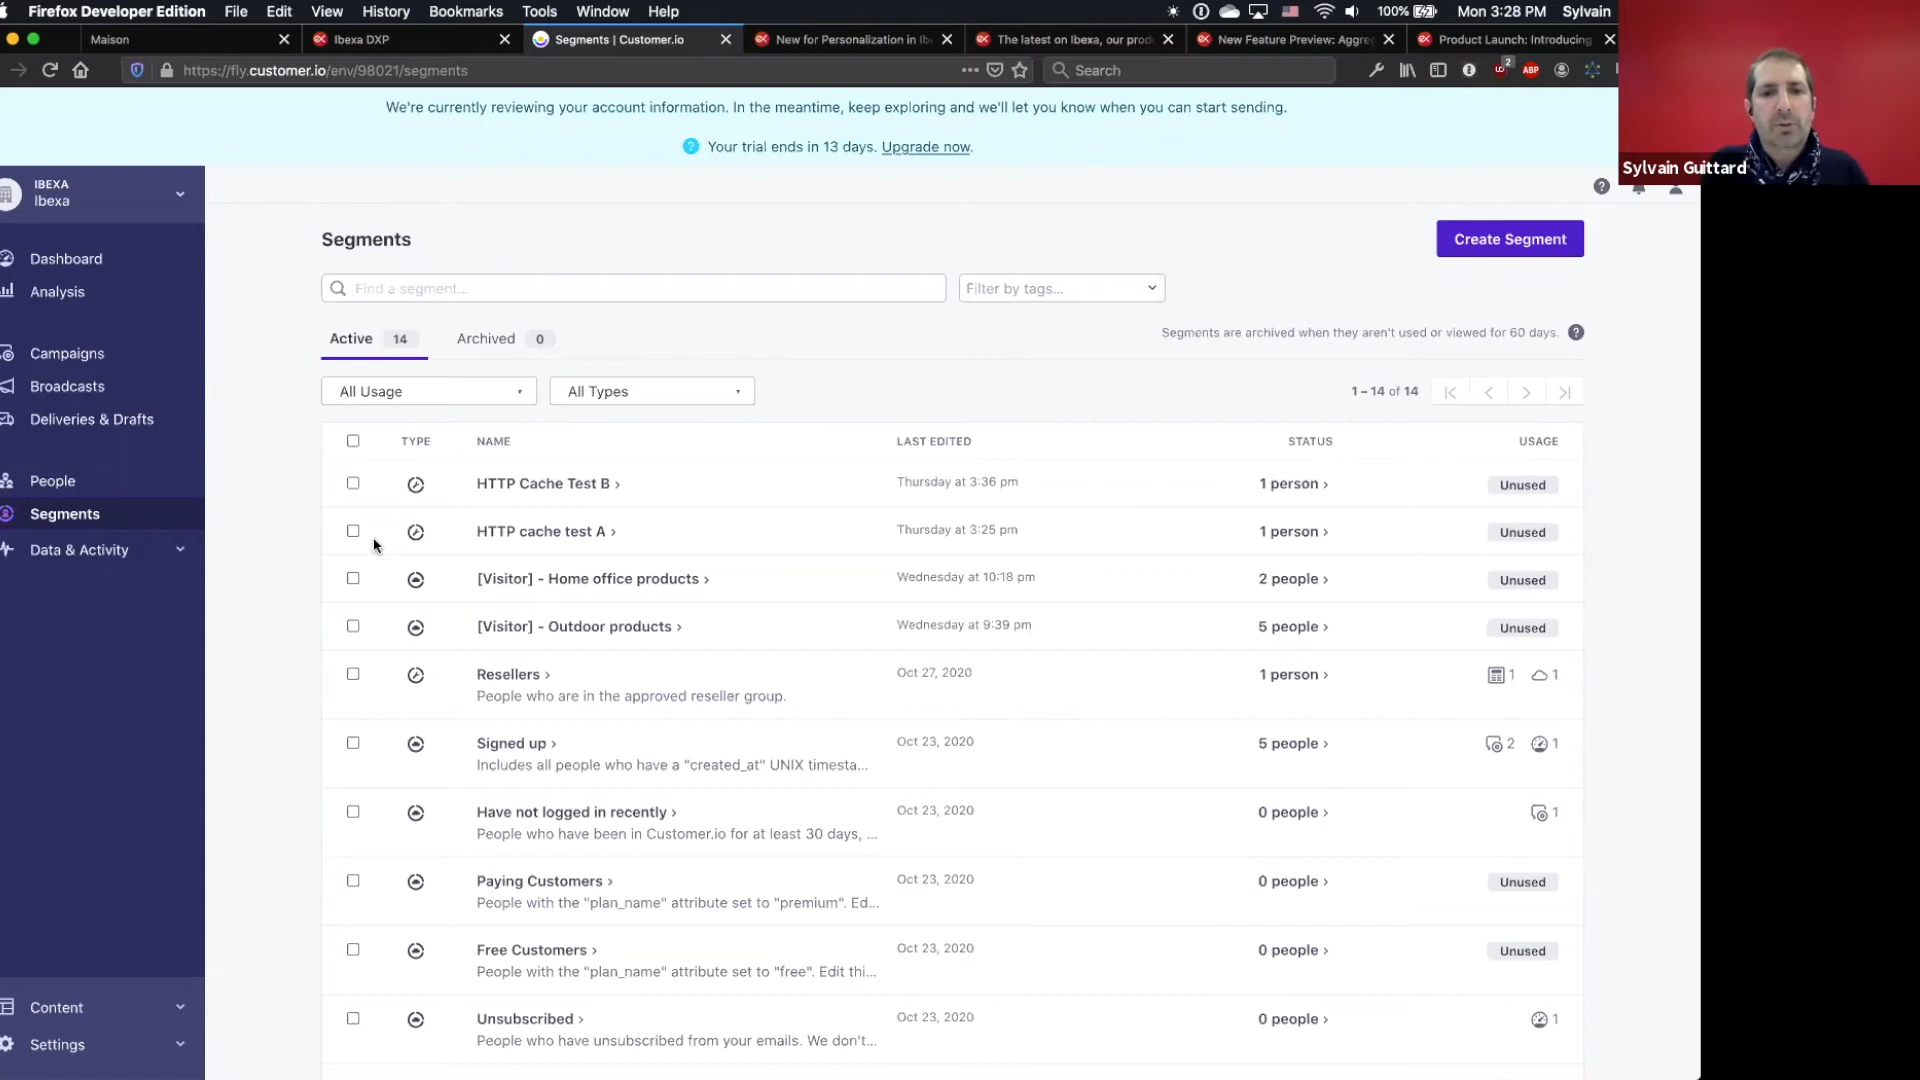 Firefox Developer Edition File Edit View History Bookmarks Tools Window Help 100% Mon 3:28 PM Sylvain
Maison Ibexa DXP Segments | Customer.io New for Personalization in Ib The latest on Ibexa, our prod New Feature Preview: Aggre Product Launch: Introducing
https://fly.customer.io/env/98021/segments Search 2 ABP
We're currently reviewing your account information. In the meantime, keep exploring and we'll let you know when you can start sending.
? Your trial ends in 13 days. Upgrade now.
Sylvain Guittard
IBEXA
Ibexa
Dashboard
Analysis
Campaigns
Broadcasts
Deliveries & Drafts
People
Segments
Data & Activity
Content
Settings
Segments
Create Segment
Find a segment...
Filter by tags...
Active 14 Archived 0
Segments are archived when they aren't used or viewed for 60 days. ?
All Usage All Types 1 – 14 of 14
TYPE NAME LAST EDITED STATUS USAGE
HTTP Cache Test B › Thursday at 3:36 pm 1 person › Unused
HTTP cache test A › Thursday at 3:25 pm 1 person › Unused
[Visitor] - Home office products › Wednesday at 10:18 pm 2 people › Unused
[Visitor] - Outdoor products › Wednesday at 9:39 pm 5 people › Unused
Resellers › Oct 27, 2020 1 person › 1 1
People who are in the approved reseller group.
Signed up › Oct 23, 2020 5 people › 2 1
Includes all people who have a "created_at" UNIX timesta...
Have not logged in recently › Oct 23, 2020 0 people › 1
People who have been in Customer.io for at least 30 days, ...
Paying Customers › Oct 23, 2020 0 people › Unused
People with the "plan_name" attribute set to "premium". Ed...
Free Customers › Oct 23, 2020 0 people › Unused
People with the "plan_name" attribute set to "free". Edit thi...
Unsubscribed › Oct 23, 2020 0 people › 1
People who have unsubscribed from your emails. We don't...